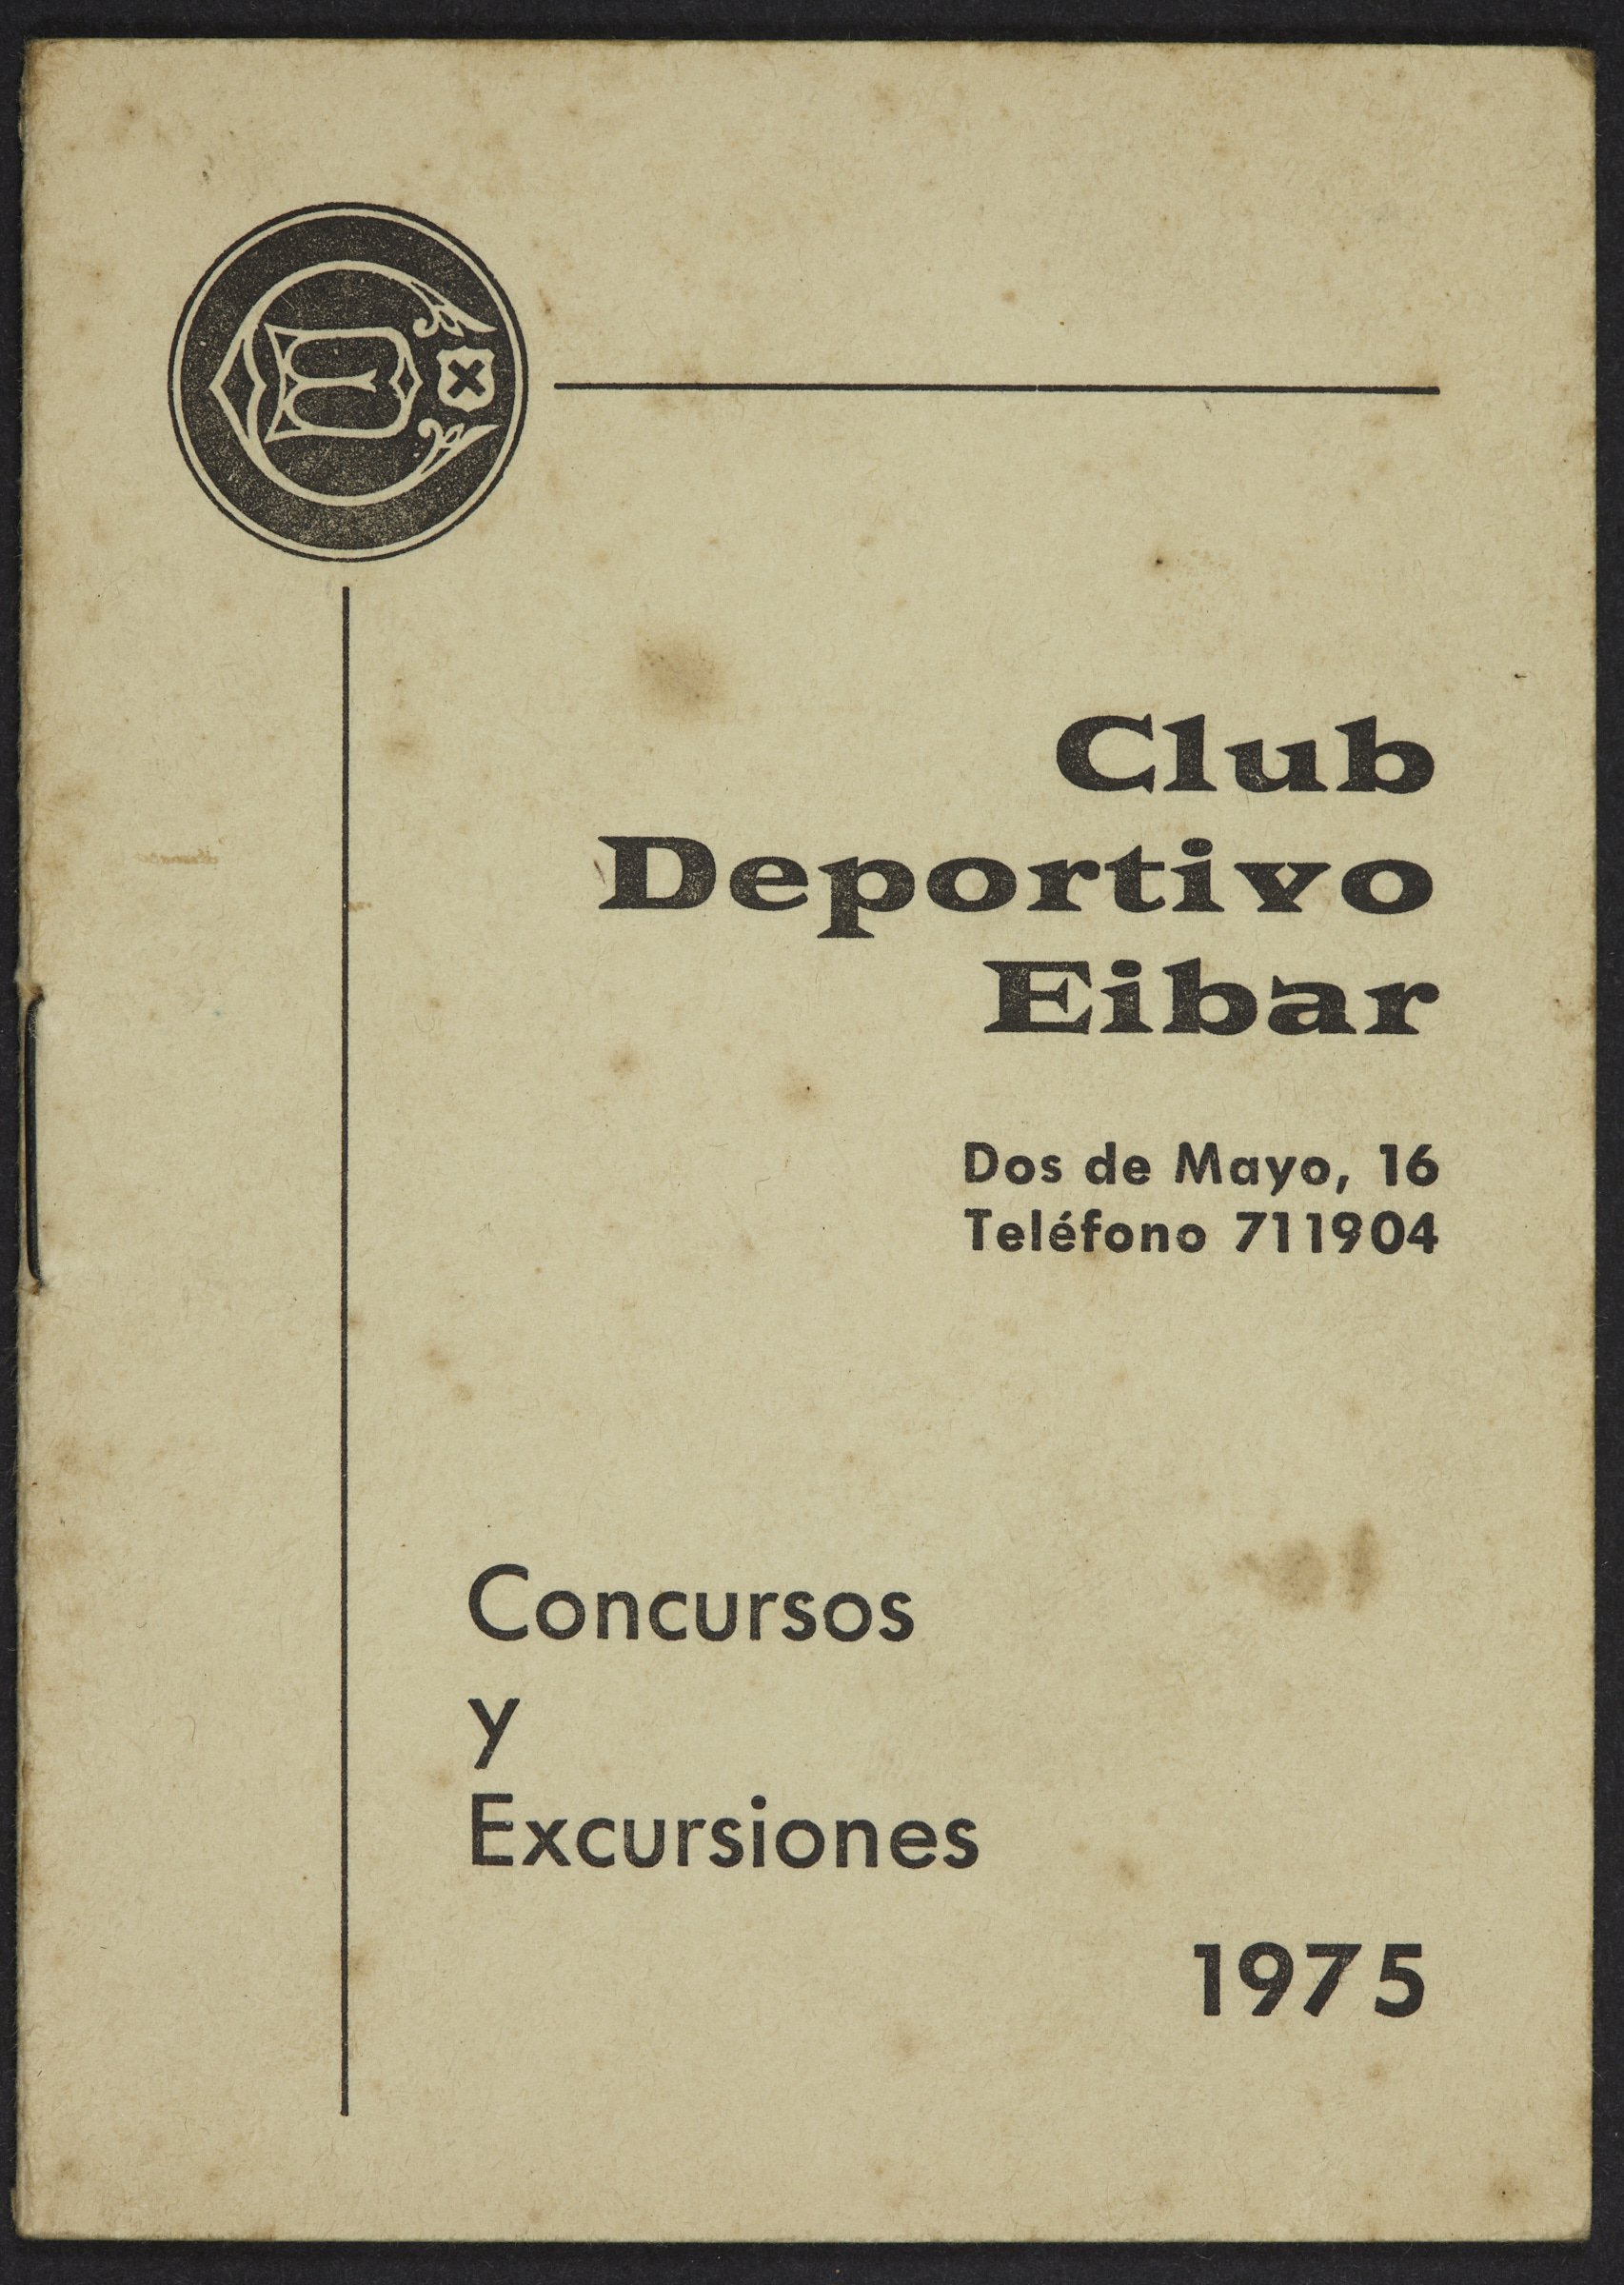 Club
Deportivo
Eibar
Dos de Mayo, 16
Teléfono 711904
Concursos
y
Excursiones
1975